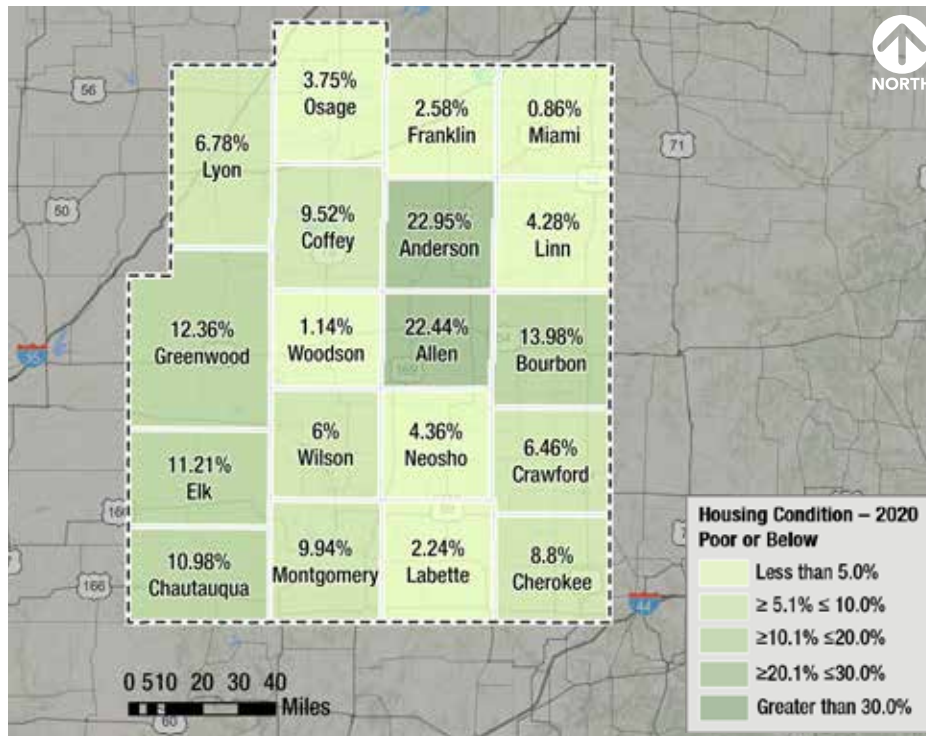 NORTH
56
3.75%
Osage
2.58%
Franklin
0.86%
Miami
71
6.78%
Lyon
50
9.52%
Coffey
22.95%
Anderson
4.28%
Linn
12.36%
Greenwood
1.14%
Woodson
22.44%
Allen
13.98%
Bourbon
6%
Wilson
4.36%
Neosho
6.46%
Crawford
11.21%
Elk
10.98%
Chautauqua
9.94%
Montgomery
2.24%
Labette
8.8%
Cherokee
166
44
Housing Condition – 2020
Poor or Below
Less than 5.0%
≥ 5.1% ≤ 10.0%
≥10.1% ≤20.0%
≥20.1% ≤30.0%
Greater than 30.0%
0 5 10 20 30 40
Miles
60